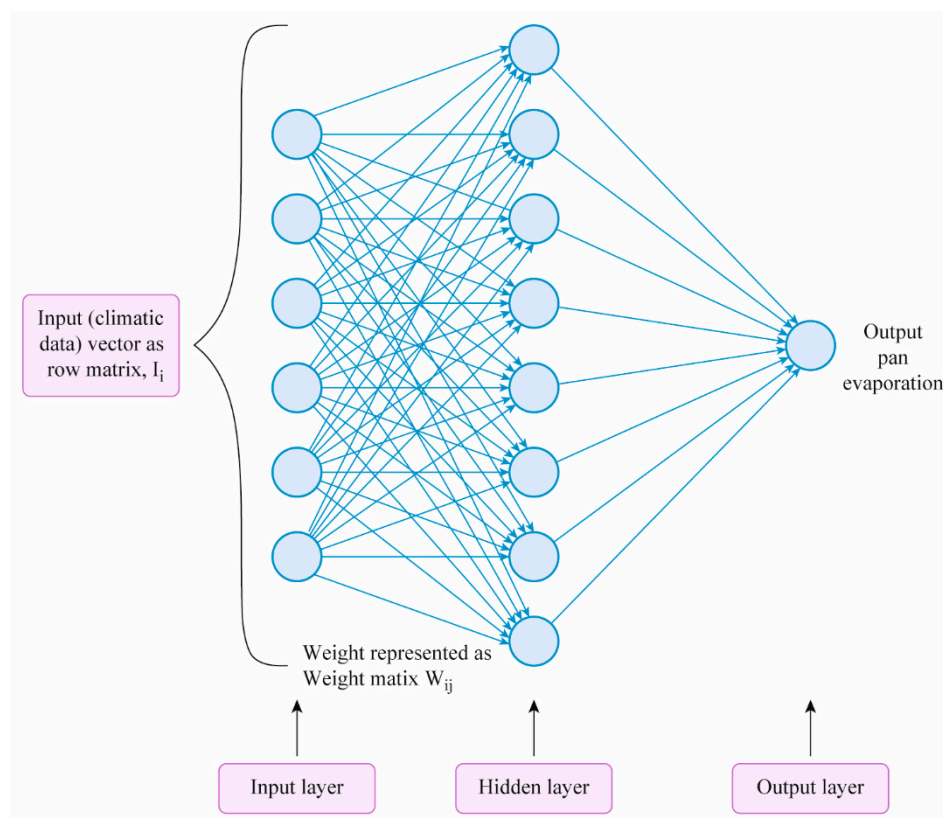 Input (climatic
data) vector as
row matrix, Ii
Output
pan
evaporation
Weight represented as
Weight matix Wij
Input layer
Hidden layer
Output layer